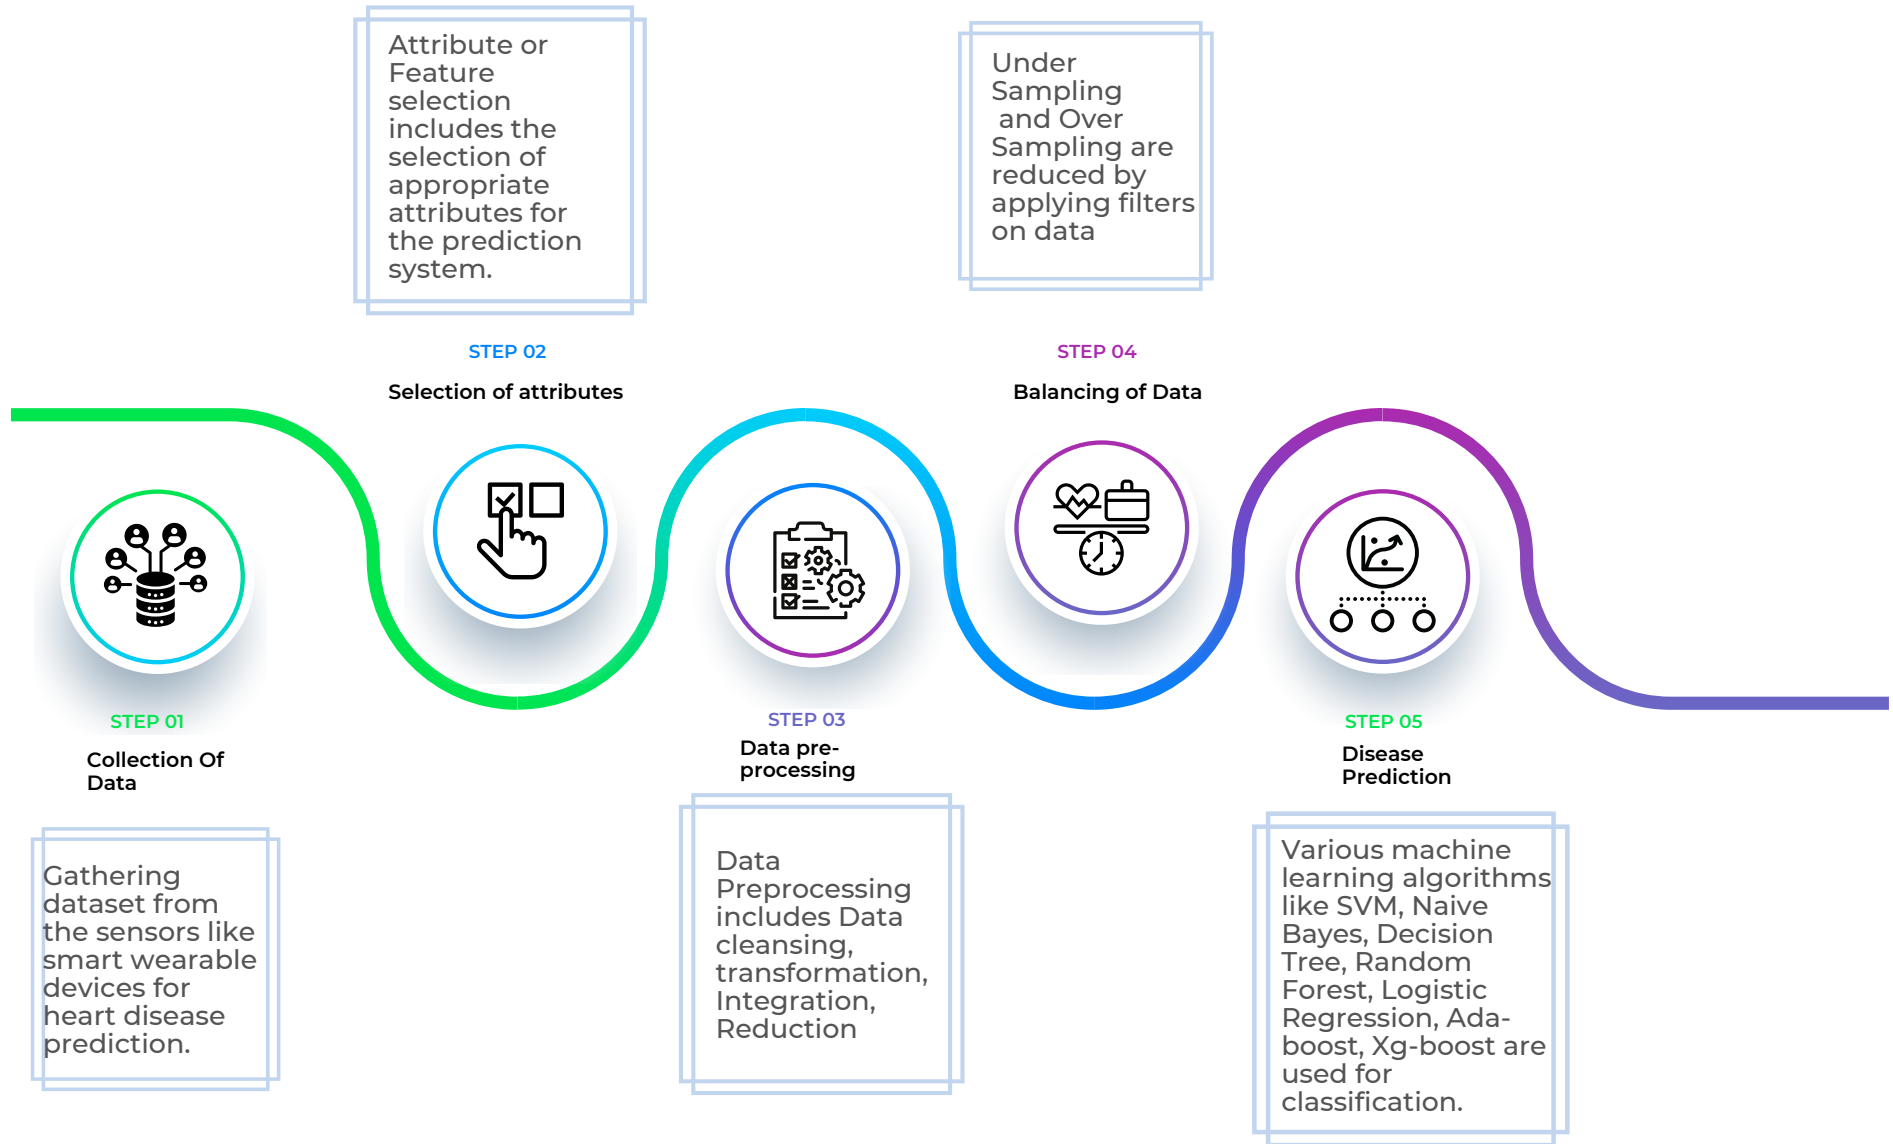 STEP 01
Collection Of
Data
Gathering
dataset from
the sensors like
smart wearable
devices for
heart disease
prediction.
Attribute or
Feature
selection
includes the
selection of
appropriate
attributes for
the prediction
system.
STEP 02
Selection of attributes
STEP 03
Data pre-
processing
Data
Preprocessing
includes Data
cleansing,
transformation,
Integration,
Reduction
Under
Sampling
and Over
Sampling are
reduced by
applying filters
on data
STEP 04
Balancing of Data
STEP 05
Disease
Prediction
Various machine
learning algorithms
like SVM, Naive
Bayes, Decision
Tree, Random
Forest, Logistic
Regression, Ada-
boost, Xg-boost are
used for
classification.